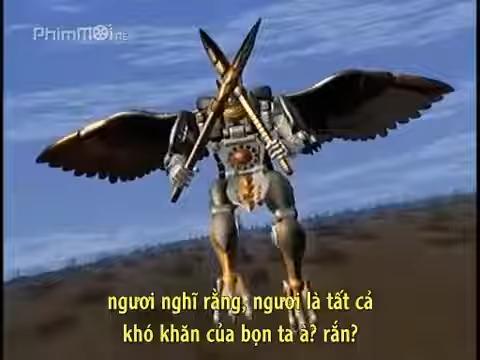 PHIMMOI.NET
ngươi nghĩ rằng, ngươi là tất cả
khó khăn của bọn ta à? rắn?